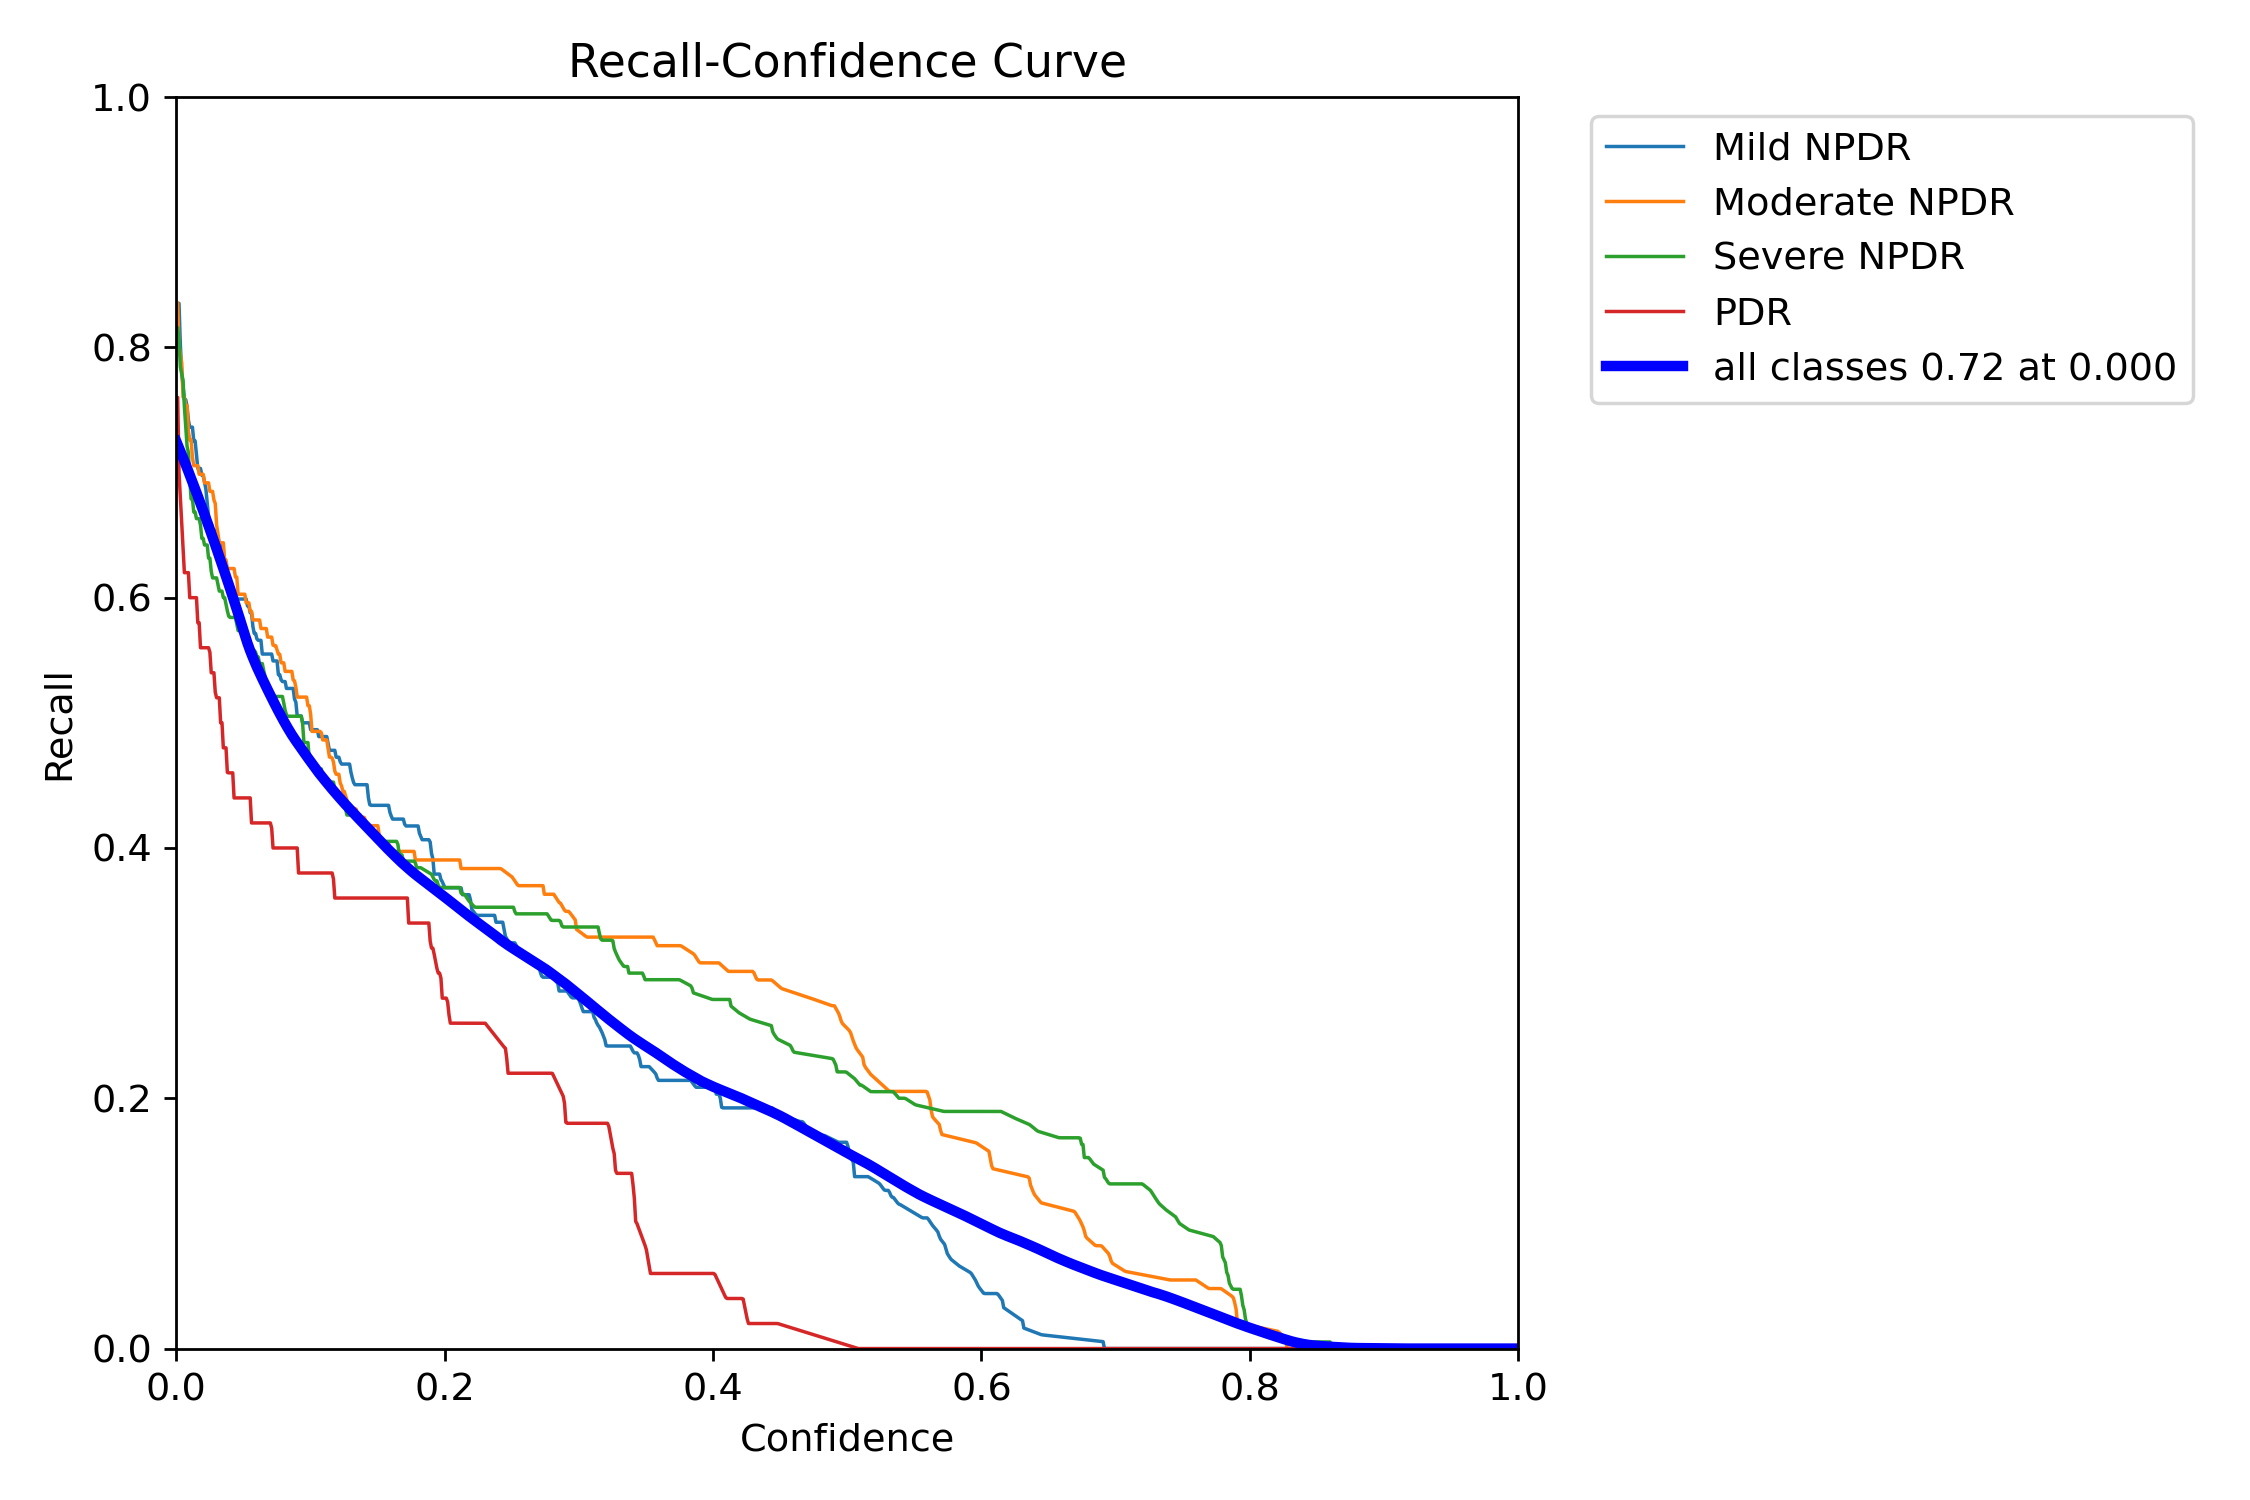 Recall-Confidence Curve
1.0
0.8
0.6
0.4
0.2
0.0
Recall
0.0 0.2 0.4 0.6 0.8 1.0
Confidence
Mild NPDR
Moderate NPDR
Severe NPDR
PDR
all classes 0.72 at 0.000